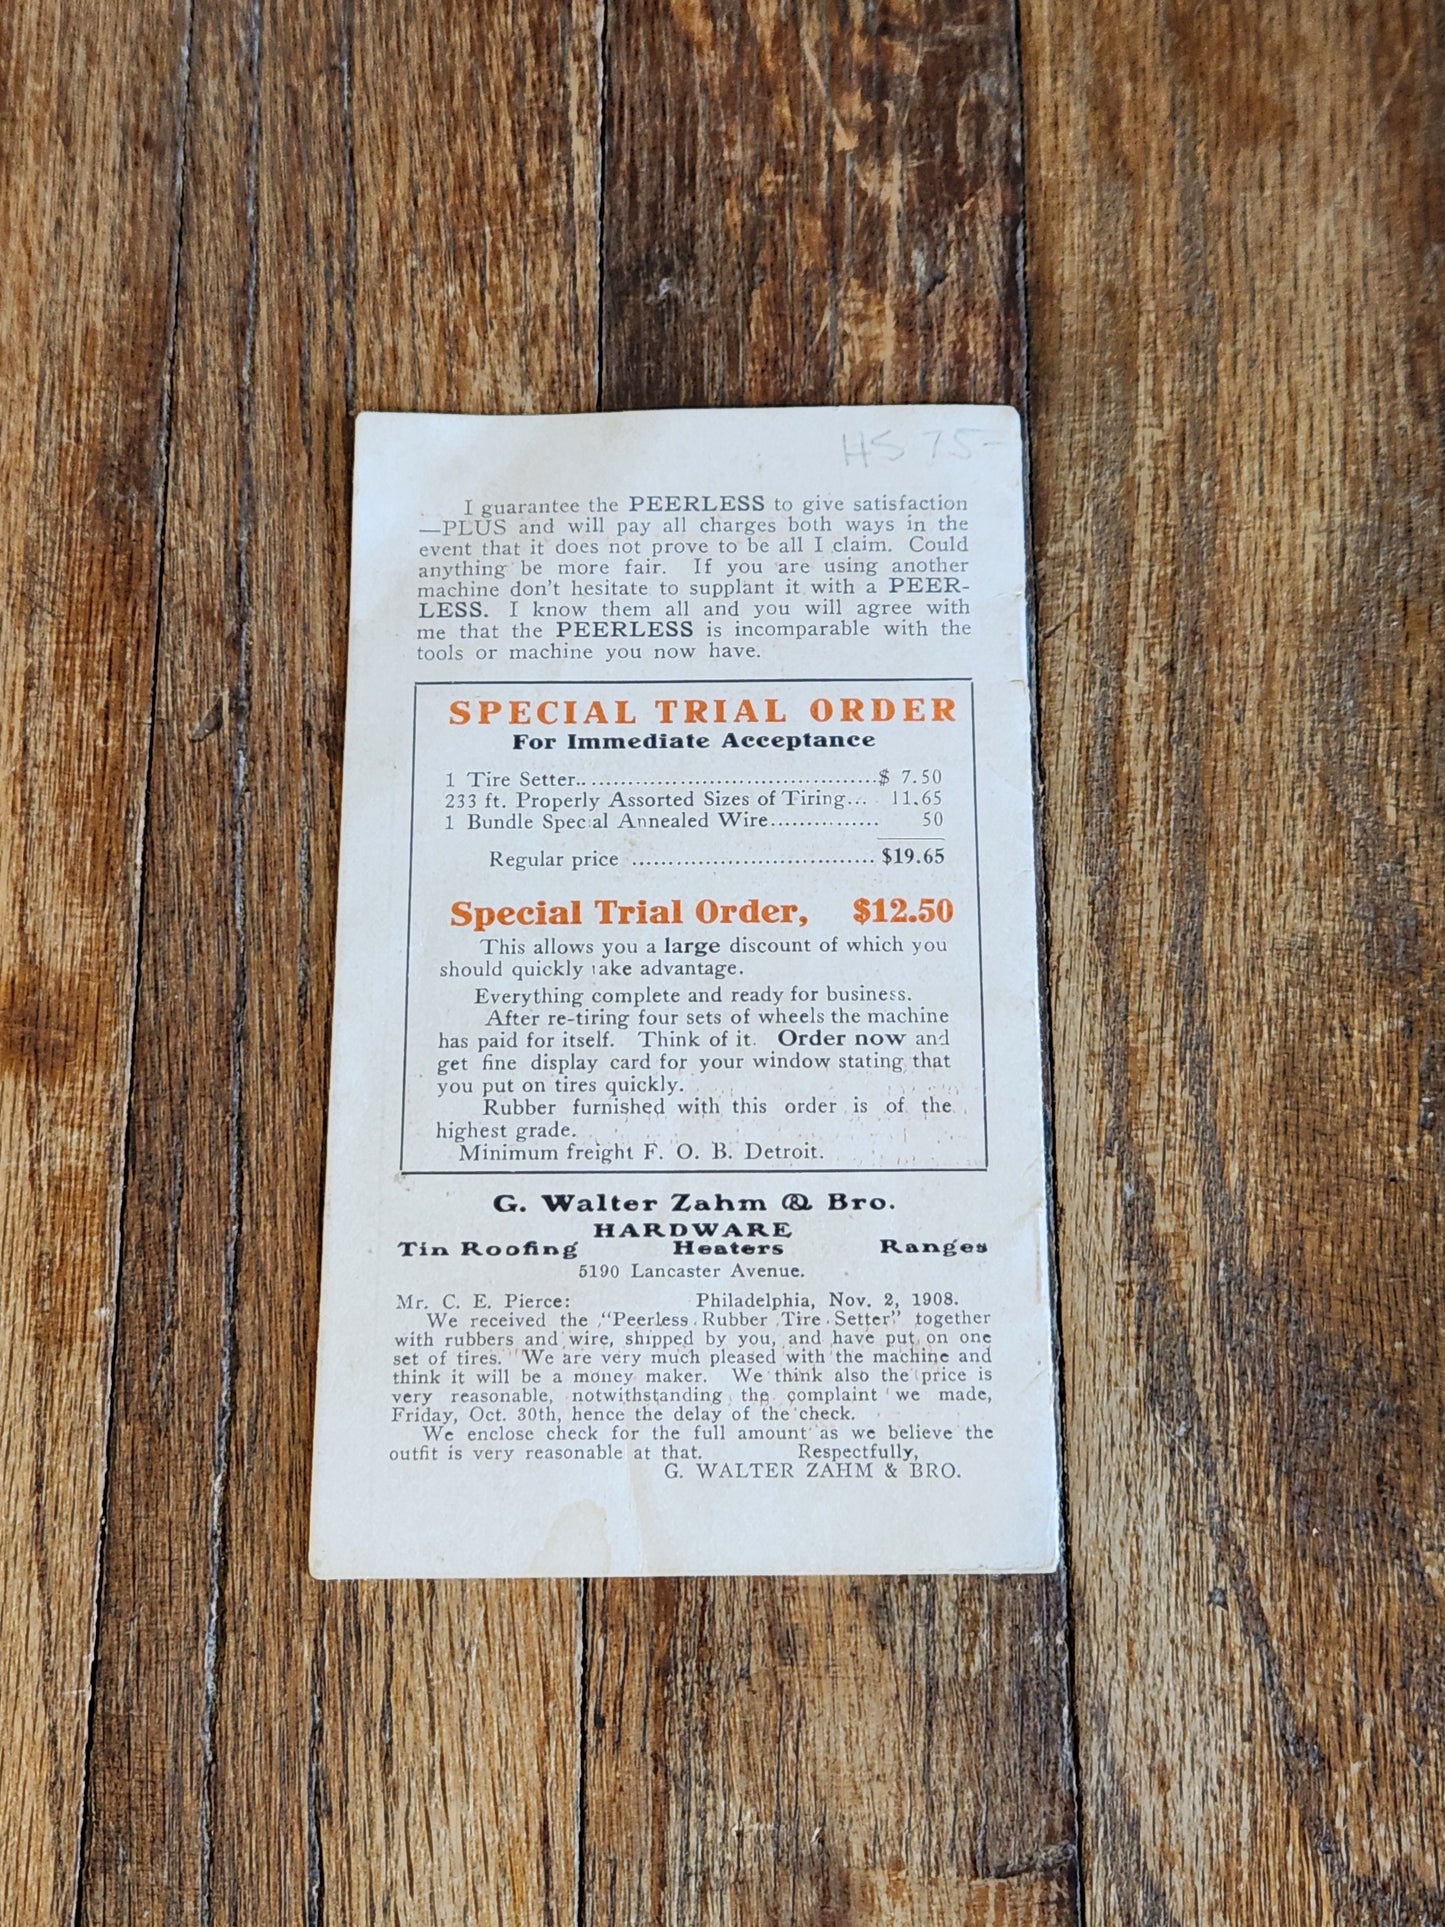 HS 75-
I guarantee the PEERLESS to give satisfaction
—PLUS and will pay all charges both ways in the
event that it does not prove to be all I claim. Could
anything be more fair. If you are using another
machine don't hesitate to supplant it with a PEER-
LESS. I know them all and you will agree with
me that the PEERLESS is incomparable with the
tools or machine you now have.
SPECIAL TRIAL ORDER
For Immediate Acceptance
1 Tire Setter.........................................$ 7.50
233 ft. Properly Assorted Sizes of Tiring... 11.65
1 Bundle Special Annealed Wire............... 50
Regular price ................................. $19.65
Special Trial Order, $12.50
This allows you a large discount of which you
should quickly take advantage.
Everything complete and ready for business.
After re-tiring four sets of wheels the machine
has paid for itself. Think of it. Order now and
get fine display card for your window stating that
you put on tires quickly.
Rubber furnished with this order is of the
highest grade.
Minimum freight F. O. B. Detroit.
G. Walter Zahm & Bro.
HARDWARE
Tin Roofing Heaters Ranges
5190 Lancaster Avenue.
Mr. C. E. Pierce: Philadelphia, Nov. 2, 1908.
We received the "Peerless Rubber Tire Setter" together
with rubbers and wire, shipped by you, and have put on one
set of tires. We are very much pleased with the machine and
think it will be a money maker. We think also the price is
very reasonable, notwithstanding the complaint we made,
Friday, Oct. 30th, hence the delay of the check.
We enclose check for the full amount as we believe the
outfit is very reasonable at that. Respectfully,
G. WALTER ZAHM & BRO.